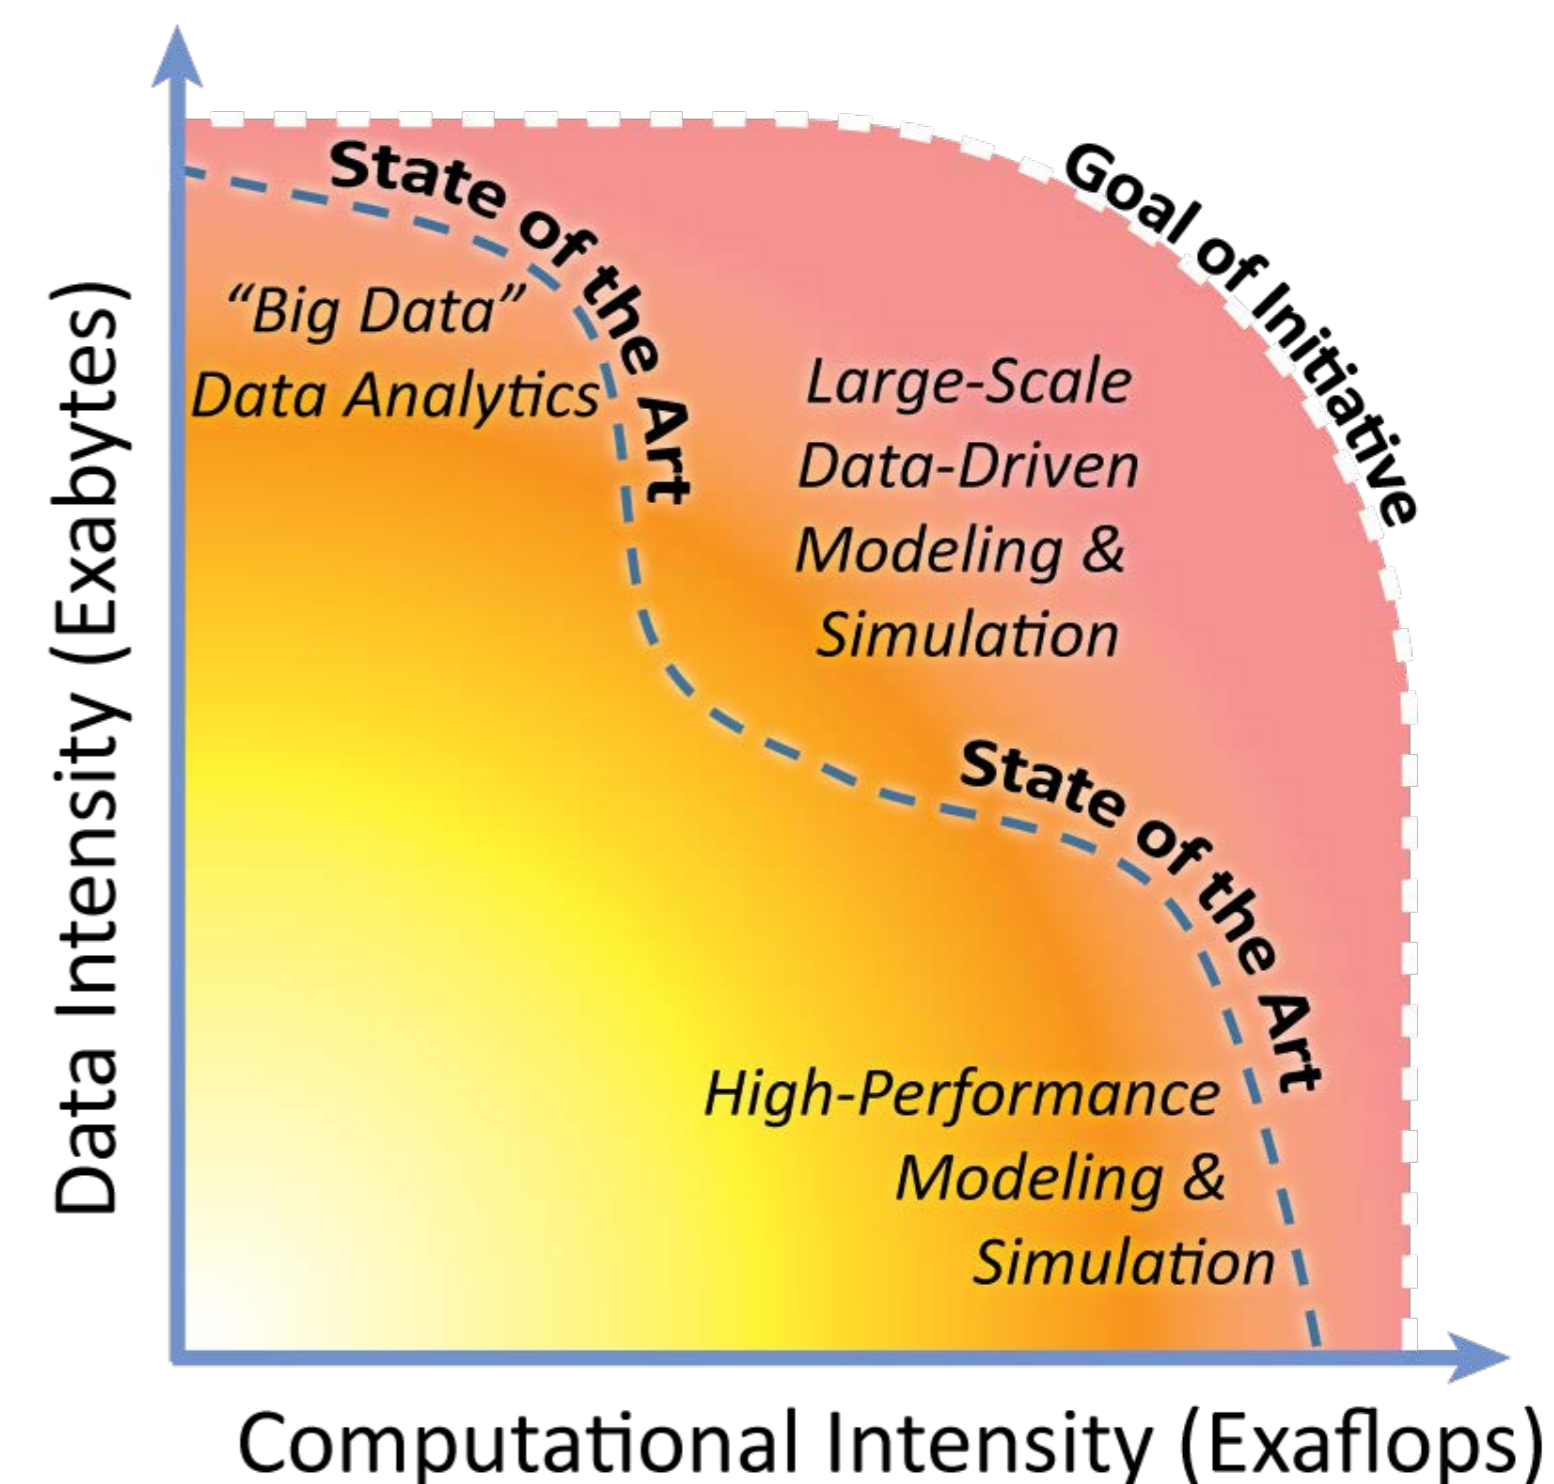 State of the Art
Goal of Initiative
“Big Data”
Data Analytics
Large-Scale
Data-Driven
Modeling &
Simulation
State of the Art
High-Performance
Modeling &
Simulation
Data Intensity (Exabytes)
Computational Intensity (Exaflops)